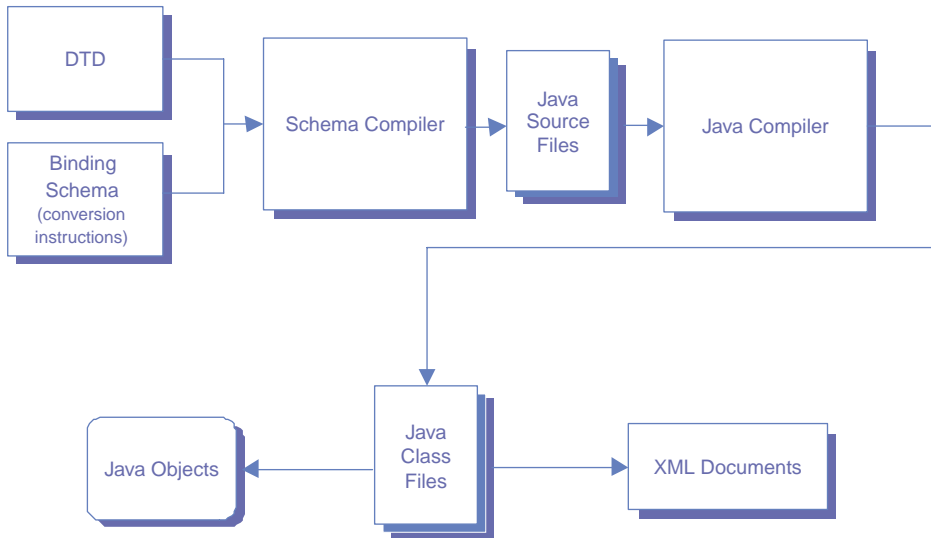 DTD
Binding
Schema
(conversion
instructions)
Schema Compiler
Java
Source
Files
Java Compiler
Java Objects
Java
Class
Files
XML Documents